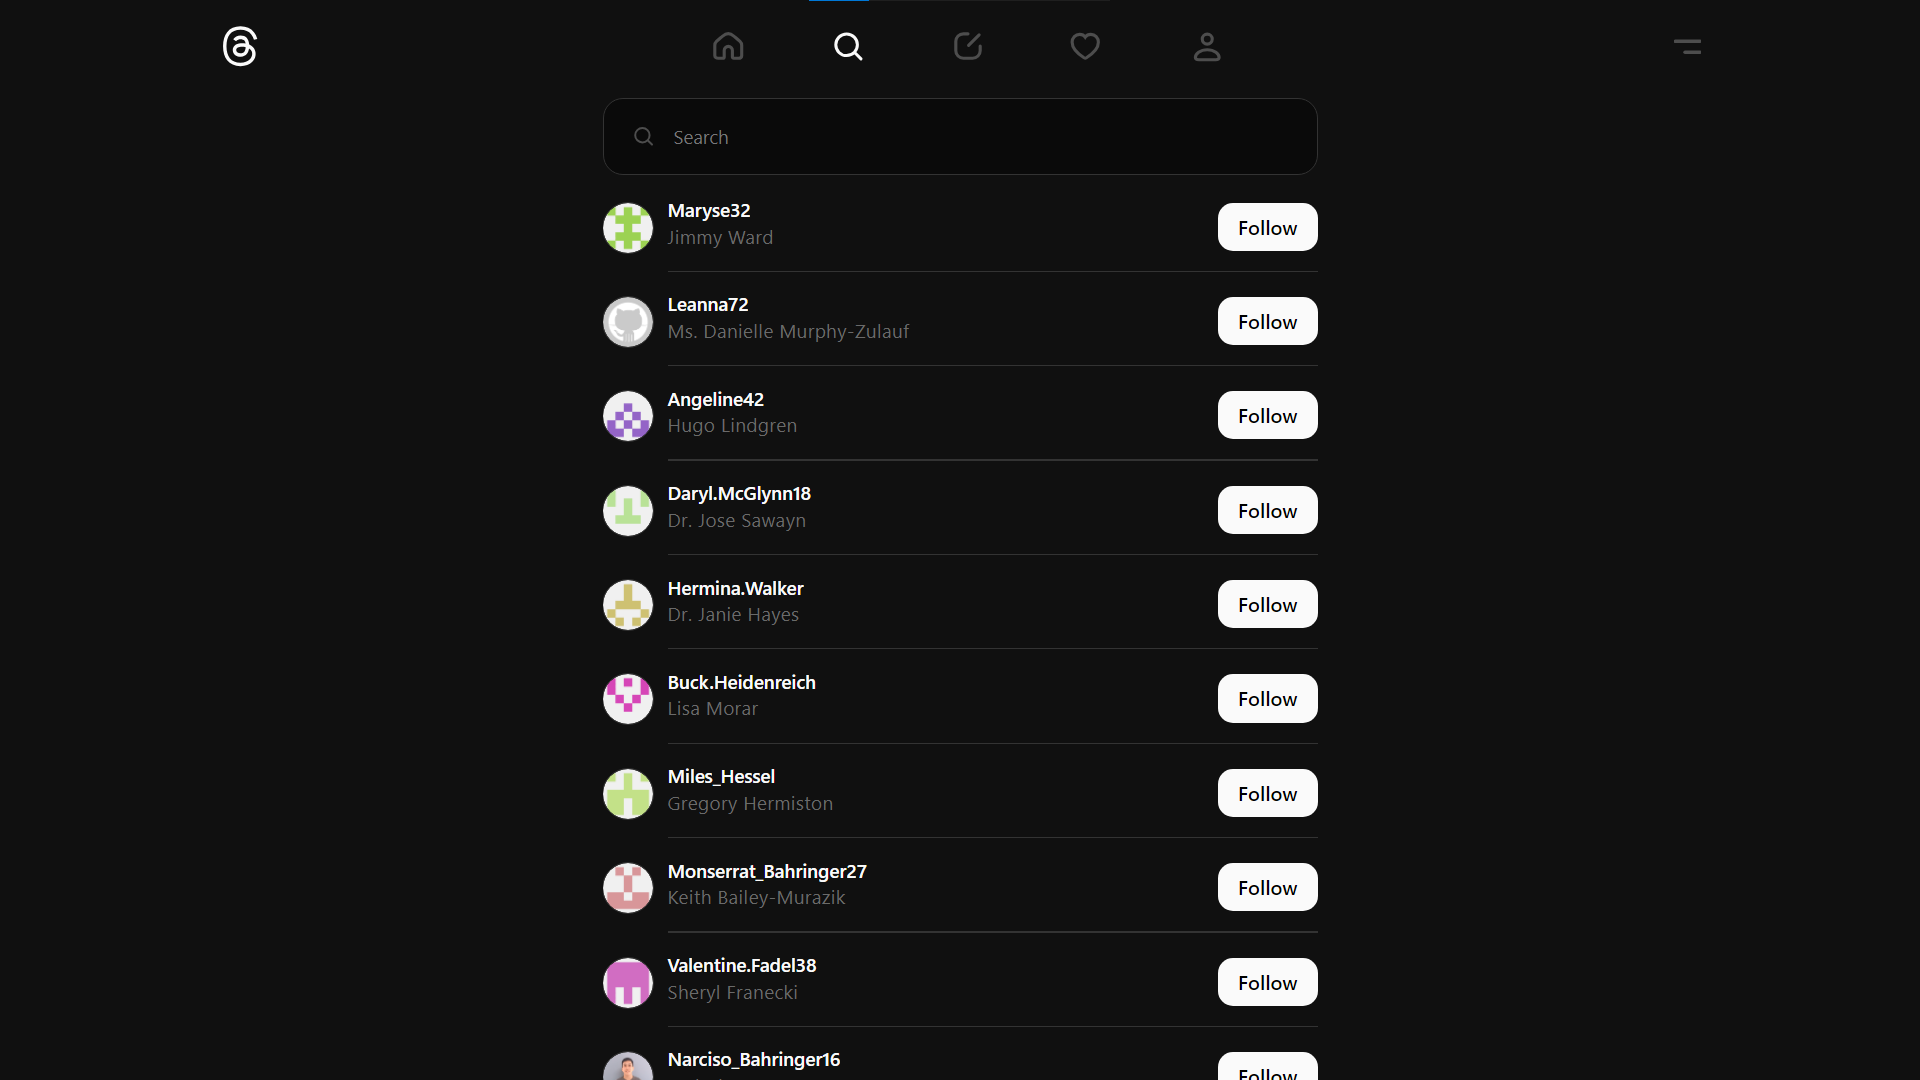 Search
Maryse32
Jimmy Ward
Follow
Leanna72
Ms. Danielle Murphy-Zulauf
Follow
Angeline42
Hugo Lindgren
Follow
Daryl.McGlynn18
Dr. Jose Sawayn
Follow
Hermina.Walker
Dr. Janie Hayes
Follow
Buck.Heidenreich
Lisa Morar
Follow
Miles_Hessel
Gregory Hermiston
Follow
Monserrat_Bahringer27
Keith Bailey-Murazik
Follow
Valentine.Fadel38
Sheryl Franecki
Follow
Narciso_Bahringer16
Follow